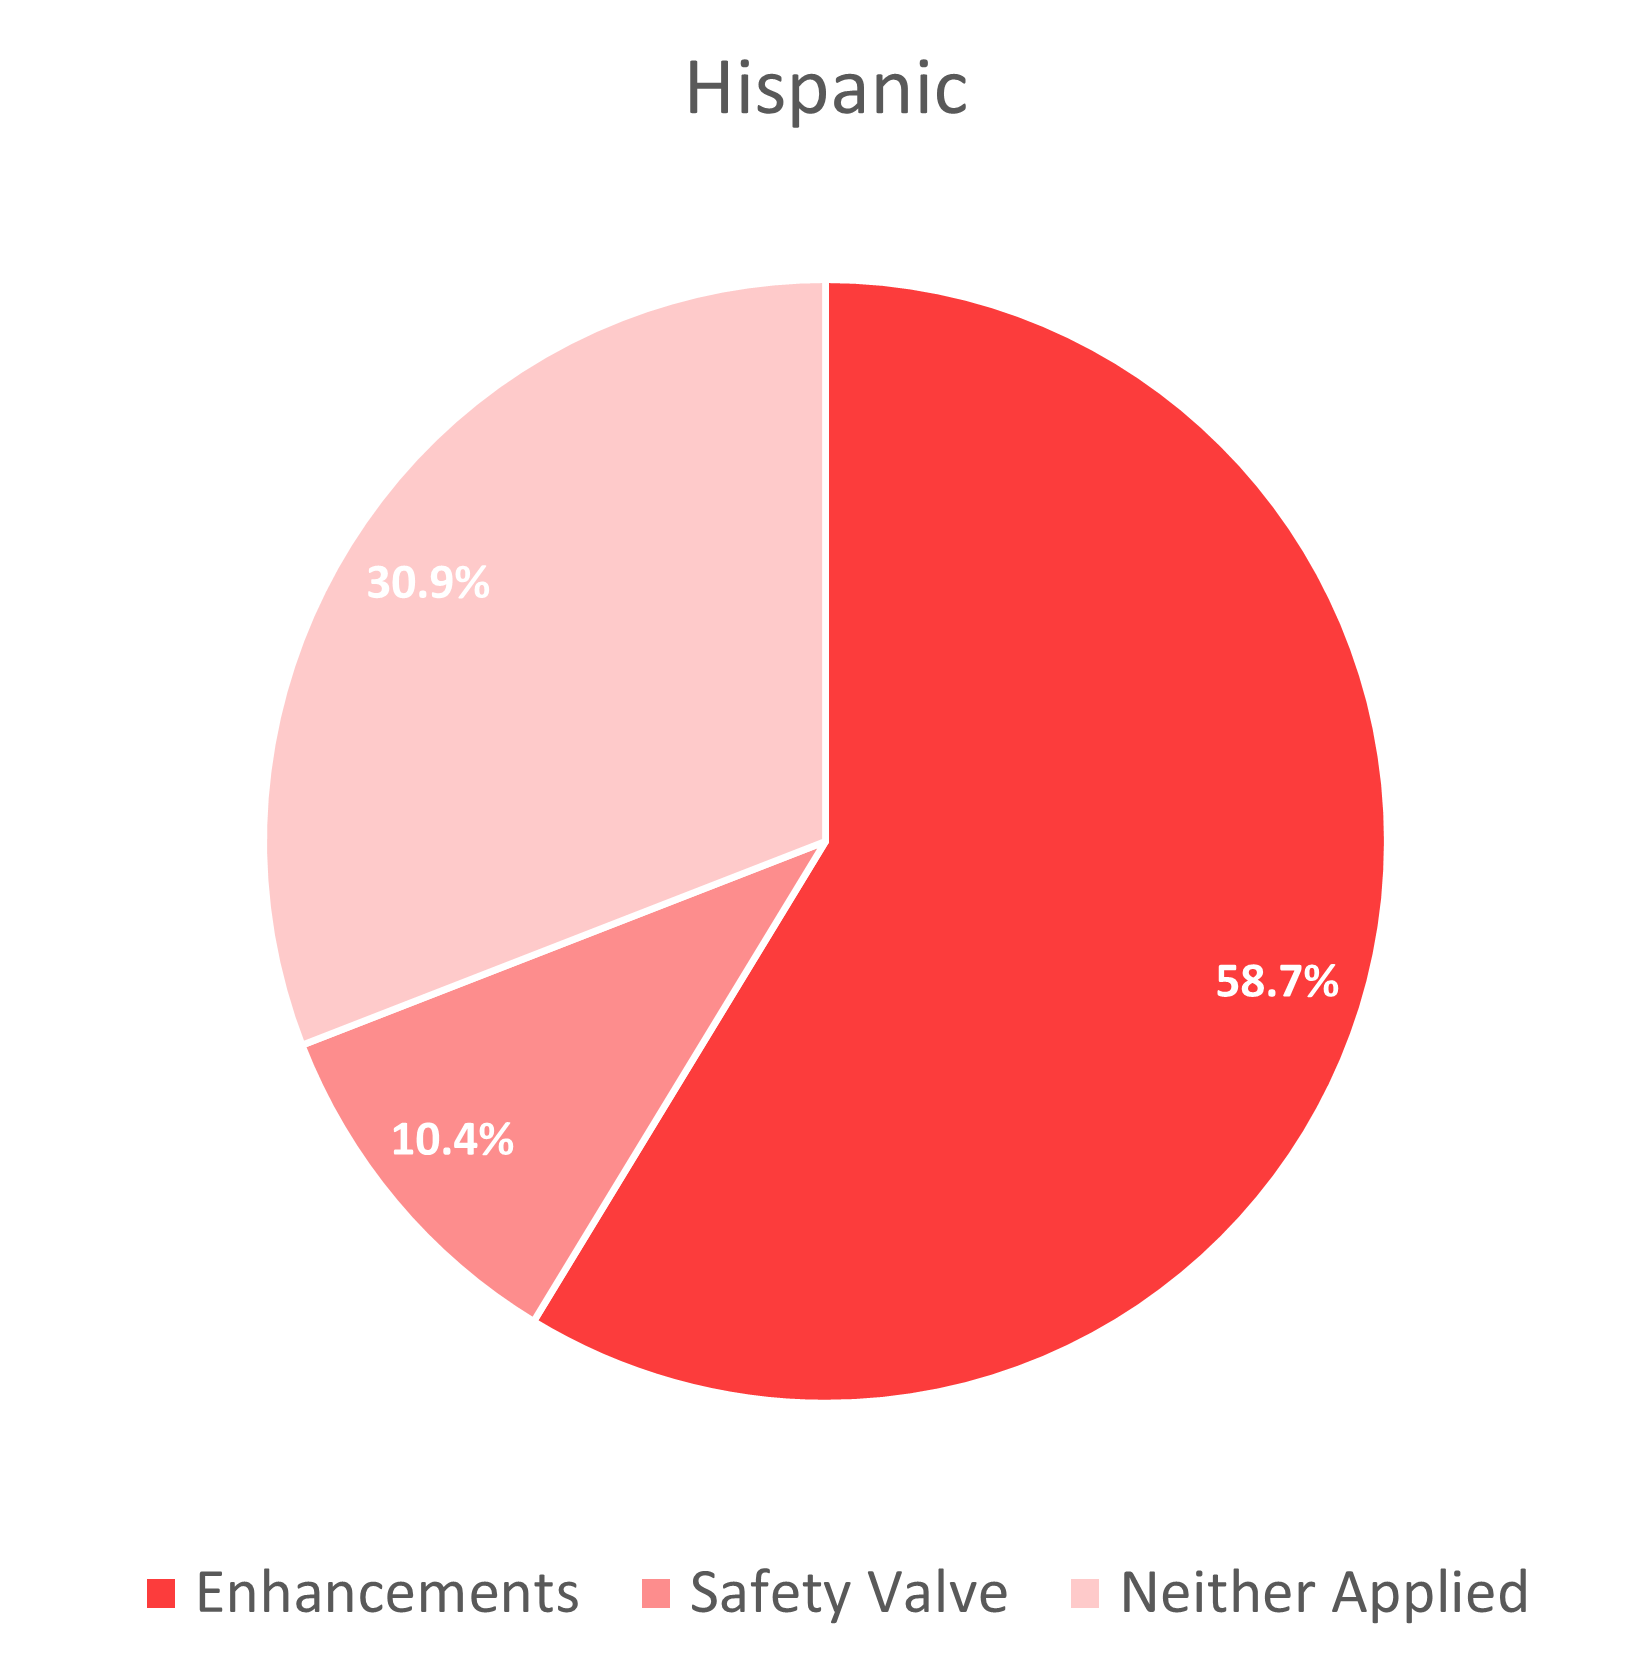 Hispanic
30.9%
58.7%
10.4%
Enhancements Safety Valve Neither Applied